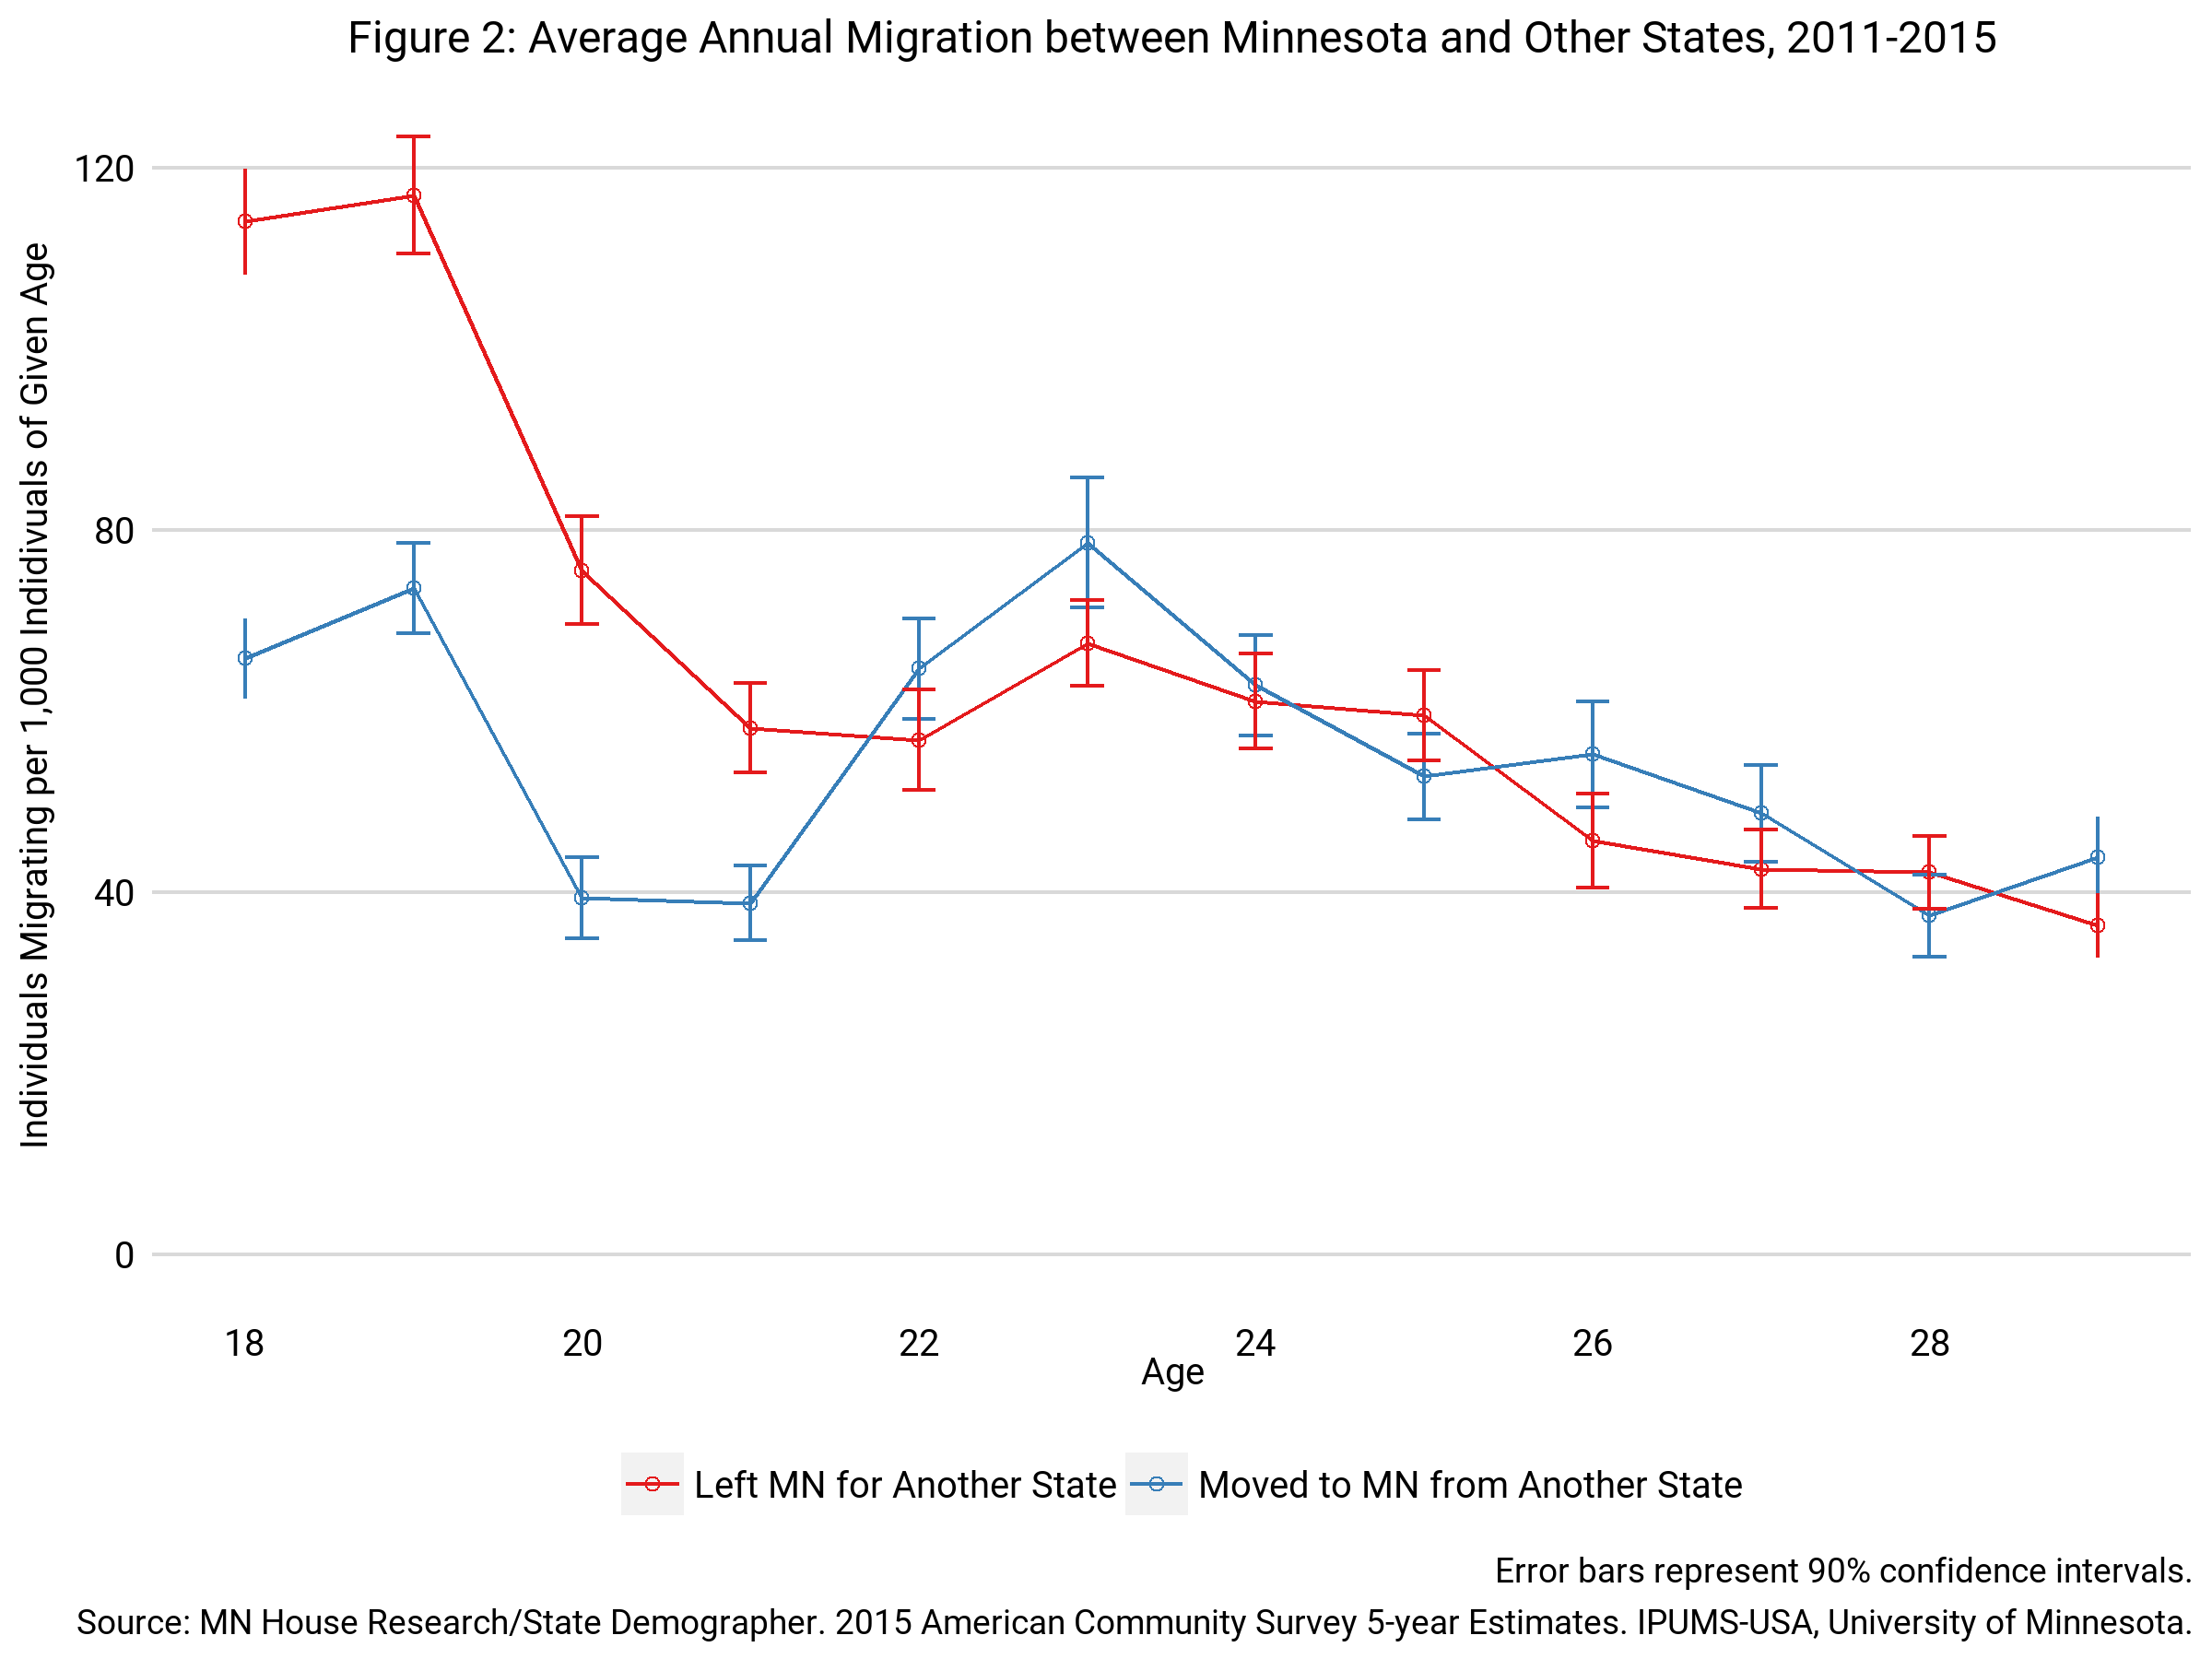 Figure 2: Average Annual Migration between Minnesota and Other States, 2011-2015
Individuals Migrating per 1,000 Indidivuals of Given Age
120
80
40
0
18 20 22 24 26 28
Age
Left MN for Another State Moved to MN from Another State
Error bars represent 90% confidence intervals.
Source: MN House Research/State Demographer. 2015 American Community Survey 5-year Estimates. IPUMS-USA, University of Minnesota.